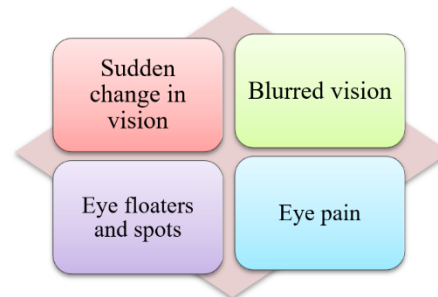 Sudden
change in
vision
Blurred vision
Eye floaters
and spots
Eye pain